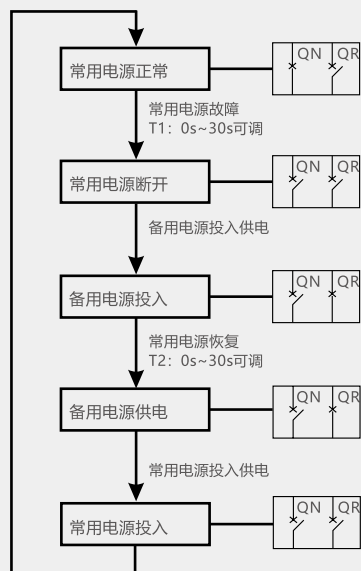 常用电源正常
QN QR
常用电源故障
T1：0s~30s可调
常用电源断开
QN QR
备用电源投入供电
备用电源投入
QN QR
常用电源恢复
T2：0s~30s可调
备用电源供电
QN QR
常用电源投入供电
常用电源投入
QN QR